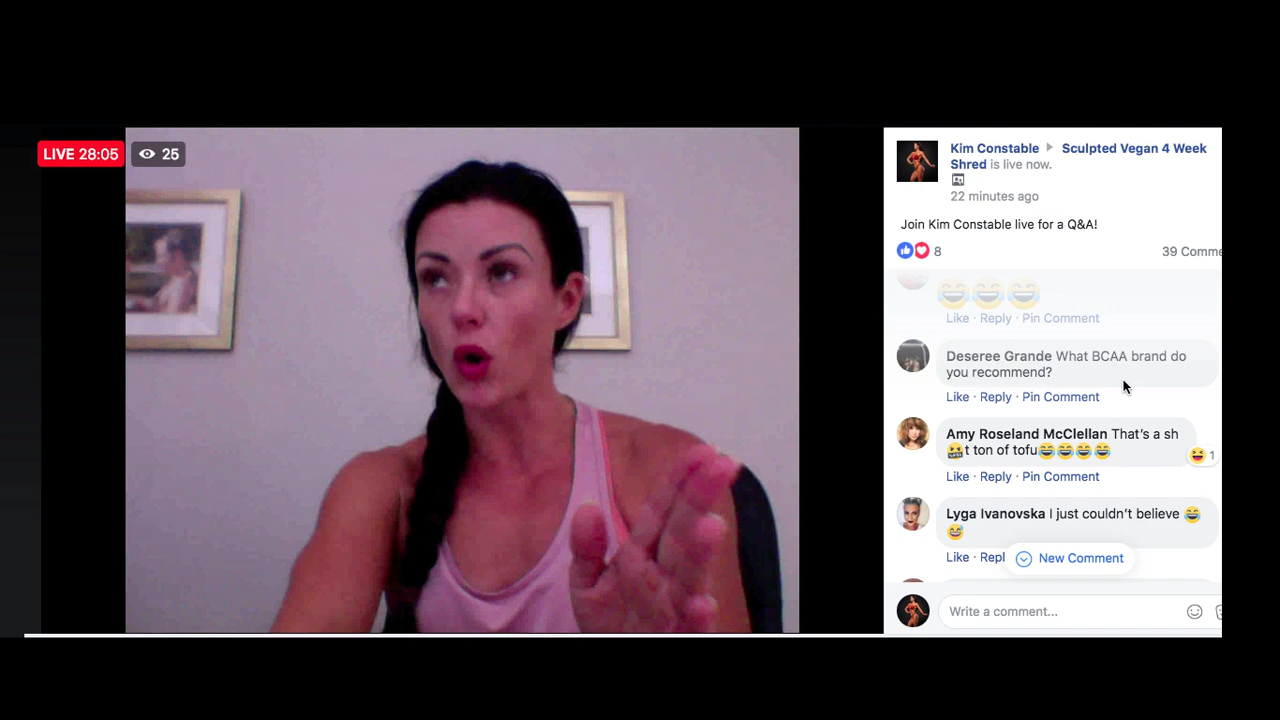 LIVE 28:05
25
Kim Constable ▸ Sculpted Vegan 4 Week
Shred is live now.
22 minutes ago
Join Kim Constable live for a Q&A!
8
39 Comme
😂😂😂
Like · Reply · Pin Comment
Deseree Grande What BCAA brand do
you recommend?
Like · Reply · Pin Comment
Amy Roseland McClellan That's a sh
🤬t ton of tofu😂😂😂😂
😆 1
Like · Reply · Pin Comment
Lyga Ivanovska I just couldn't believe 😂
😅
Like · Repl
New Comment
Write a comment...